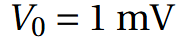 V₀ = 1 mV